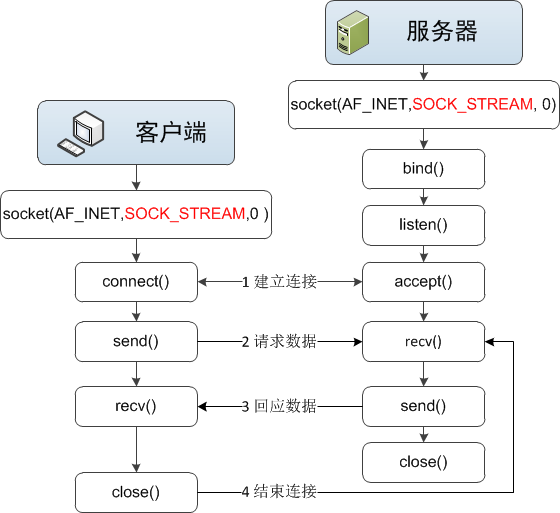 服务器
socket(AF_INET,SOCK_STREAM, 0)
客户端
bind()
socket(AF_INET,SOCK_STREAM,0 )
listen()
connect()
1 建立连接
accept()
send()
2 请求数据
recv()
recv()
3 回应数据
send()
close()
close()
4 结束连接